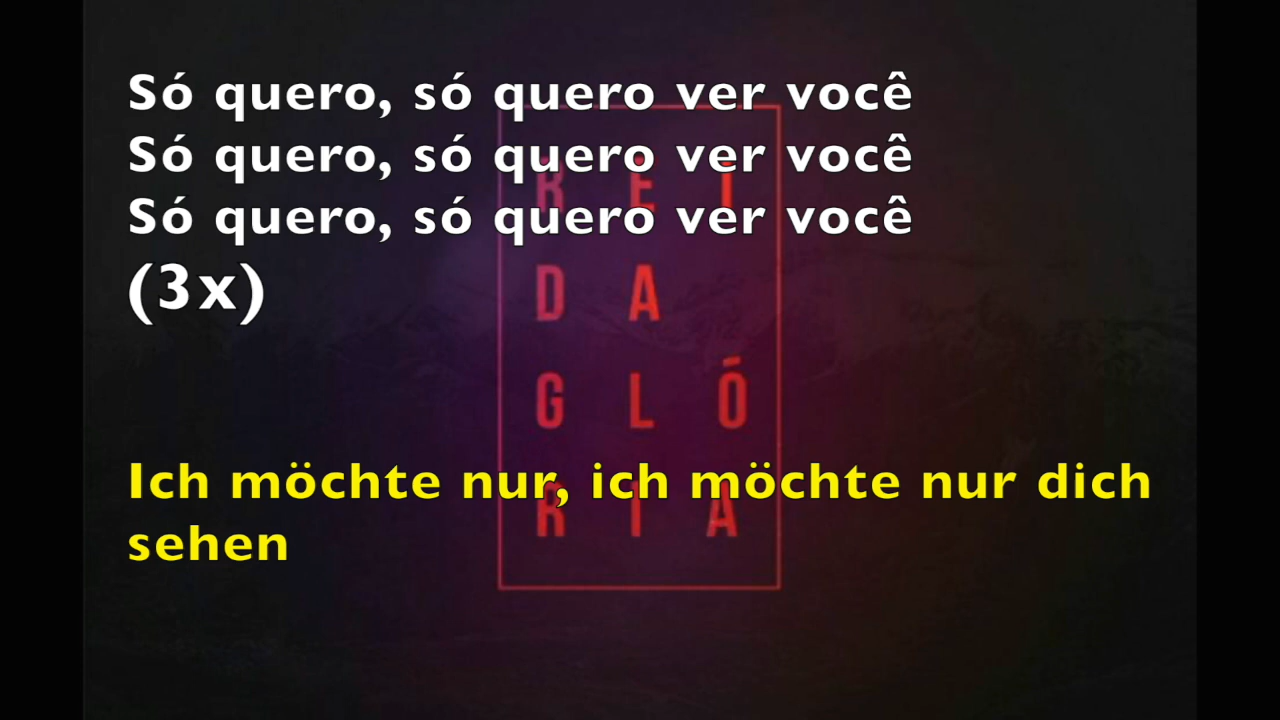 Só quero, só quero ver você
Só quero, só quero ver você
Só quero, só quero ver você
(3x)
REI
DA
GLÓ
RIA
Ich möchte nur, ich möchte nur dich
sehen